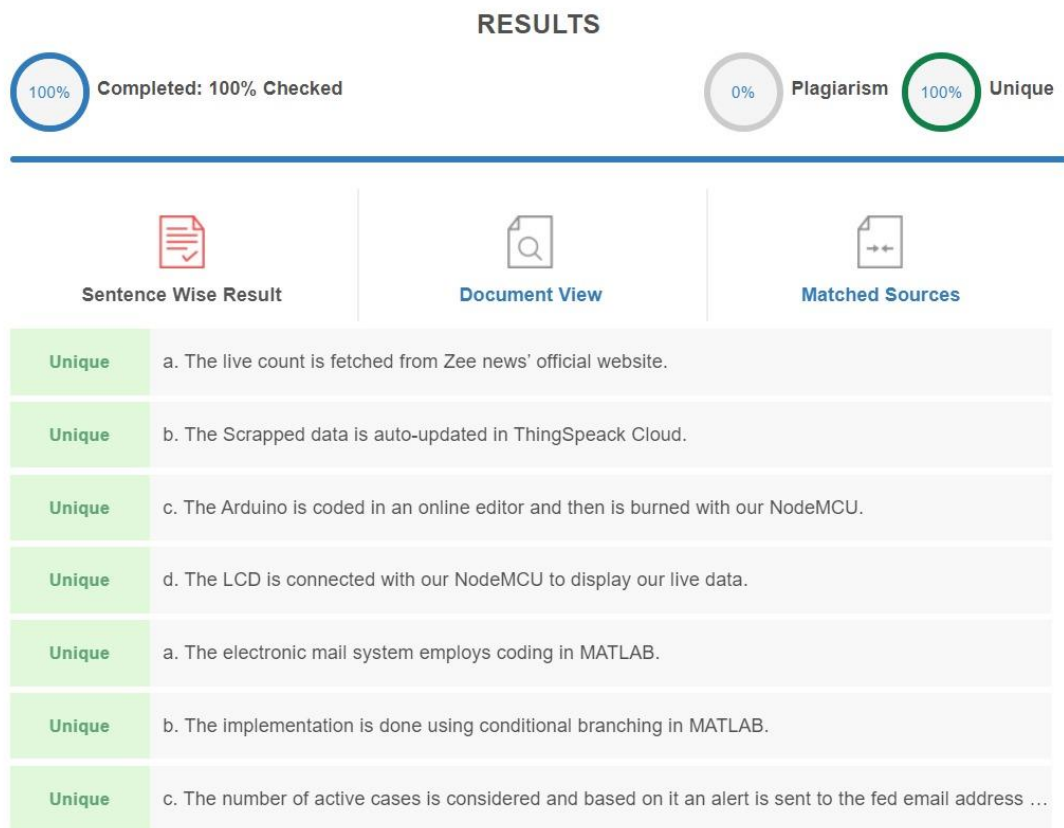 RESULTS
100% Completed: 100% Checked 0% Plagiarism 100% Unique
Sentence Wise Result Document View Matched Sources
Unique a. The live count is fetched from Zee news’ official website.
Unique b. The Scrapped data is auto-updated in ThingSpeack Cloud.
Unique c. The Arduino is coded in an online editor and then is burned with our NodeMCU.
Unique d. The LCD is connected with our NodeMCU to display our live data.
Unique a. The electronic mail system employs coding in MATLAB.
Unique b. The implementation is done using conditional branching in MATLAB.
Unique c. The number of active cases is considered and based on it an alert is sent to the fed email address ...